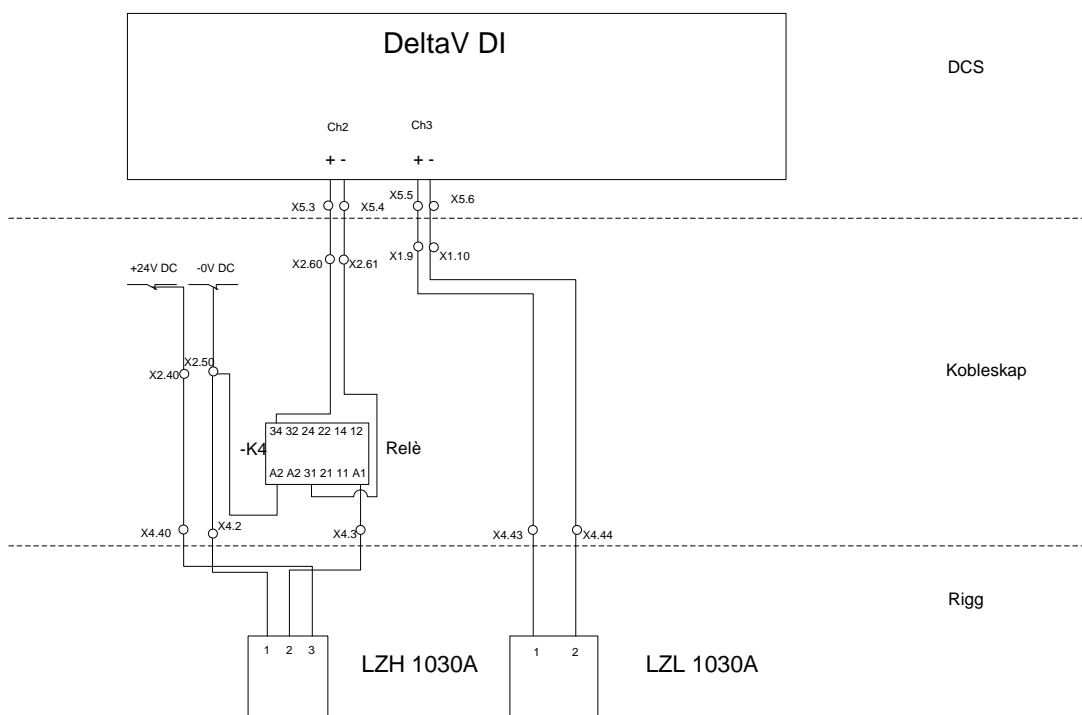 DeltaV DI
DCS
Ch2
Ch3
+ -
+ -
X5.3
X5.4
X5.5
X5.6
+24V DC
-0V DC
X2.60
X2.61
X1.9
X1.10
X2.40
X2.50
Kobleskap
34 32 24 22 14 12
-K4
Relè
A2 A2 31 21 11 A1
X4.40
X4.2
X4.3
X4.43
X4.44
Rigg
1 2 3
LZH 1030A
1 2
LZL 1030A